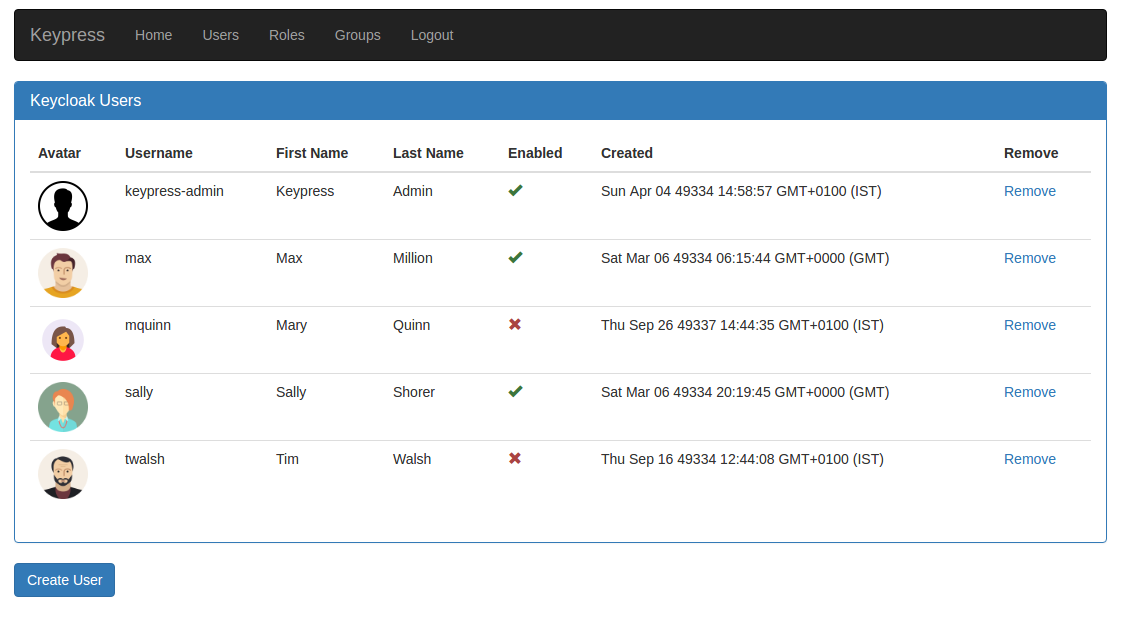 Keypress Home Users Roles Groups Logout
Keycloak Users
Avatar Username First Name Last Name Enabled Created Remove
keypress-admin Keypress Admin Sun Apr 04 49334 14:58:57 GMT+0100 (IST) Remove
max Max Million Sat Mar 06 49334 06:15:44 GMT+0000 (GMT) Remove
mquinn Mary Quinn Thu Sep 26 49337 14:44:35 GMT+0100 (IST) Remove
sally Sally Shorer Sat Mar 06 49334 20:19:45 GMT+0000 (GMT) Remove
twalsh Tim Walsh Thu Sep 16 49334 12:44:08 GMT+0100 (IST) Remove
Create User